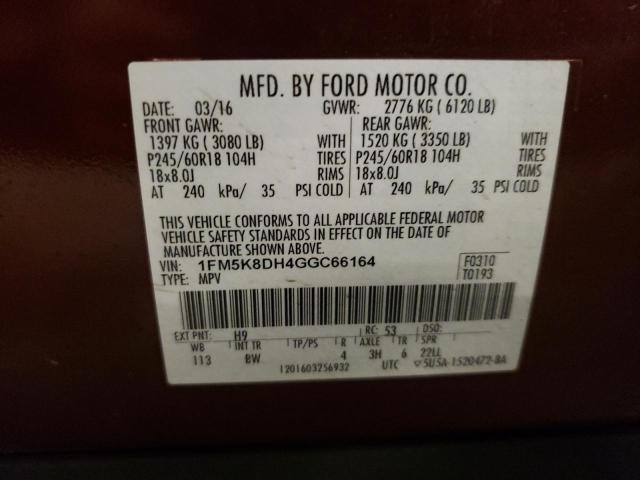 MFD. BY FORD MOTOR CO.
DATE: 03/16 GVWR: 2776 KG ( 6120 LB)
FRONT GAWR: REAR GAWR:
1397 KG ( 3080 LB) WITH 1520 KG ( 3350 LB) WITH
P245/60R18 104H TIRES P245/60R18 104H TIRES
18x8.0J RIMS 18x8.0J RIMS
AT 240 kPa/ 35 PSI COLD AT 240 kPa/ 35 PSI COLD
THIS VEHICLE CONFORMS TO ALL APPLICABLE FEDERAL MOTOR
VEHICLE SAFETY STANDARDS IN EFFECT ON THE DATE OF
MANUFACTURE SHOWN ABOVE.
VIN: 1FM5K8DH4GGC66164 F0310
TYPE: MPV T0193
EXT PNT: H9 RC: 53 DSO:
WB INT TR TP/PS R AXLE TR SPR
113 BW 4 3H 6 22LL
1201603256932 UTC ▽5U5A-1520472-BA